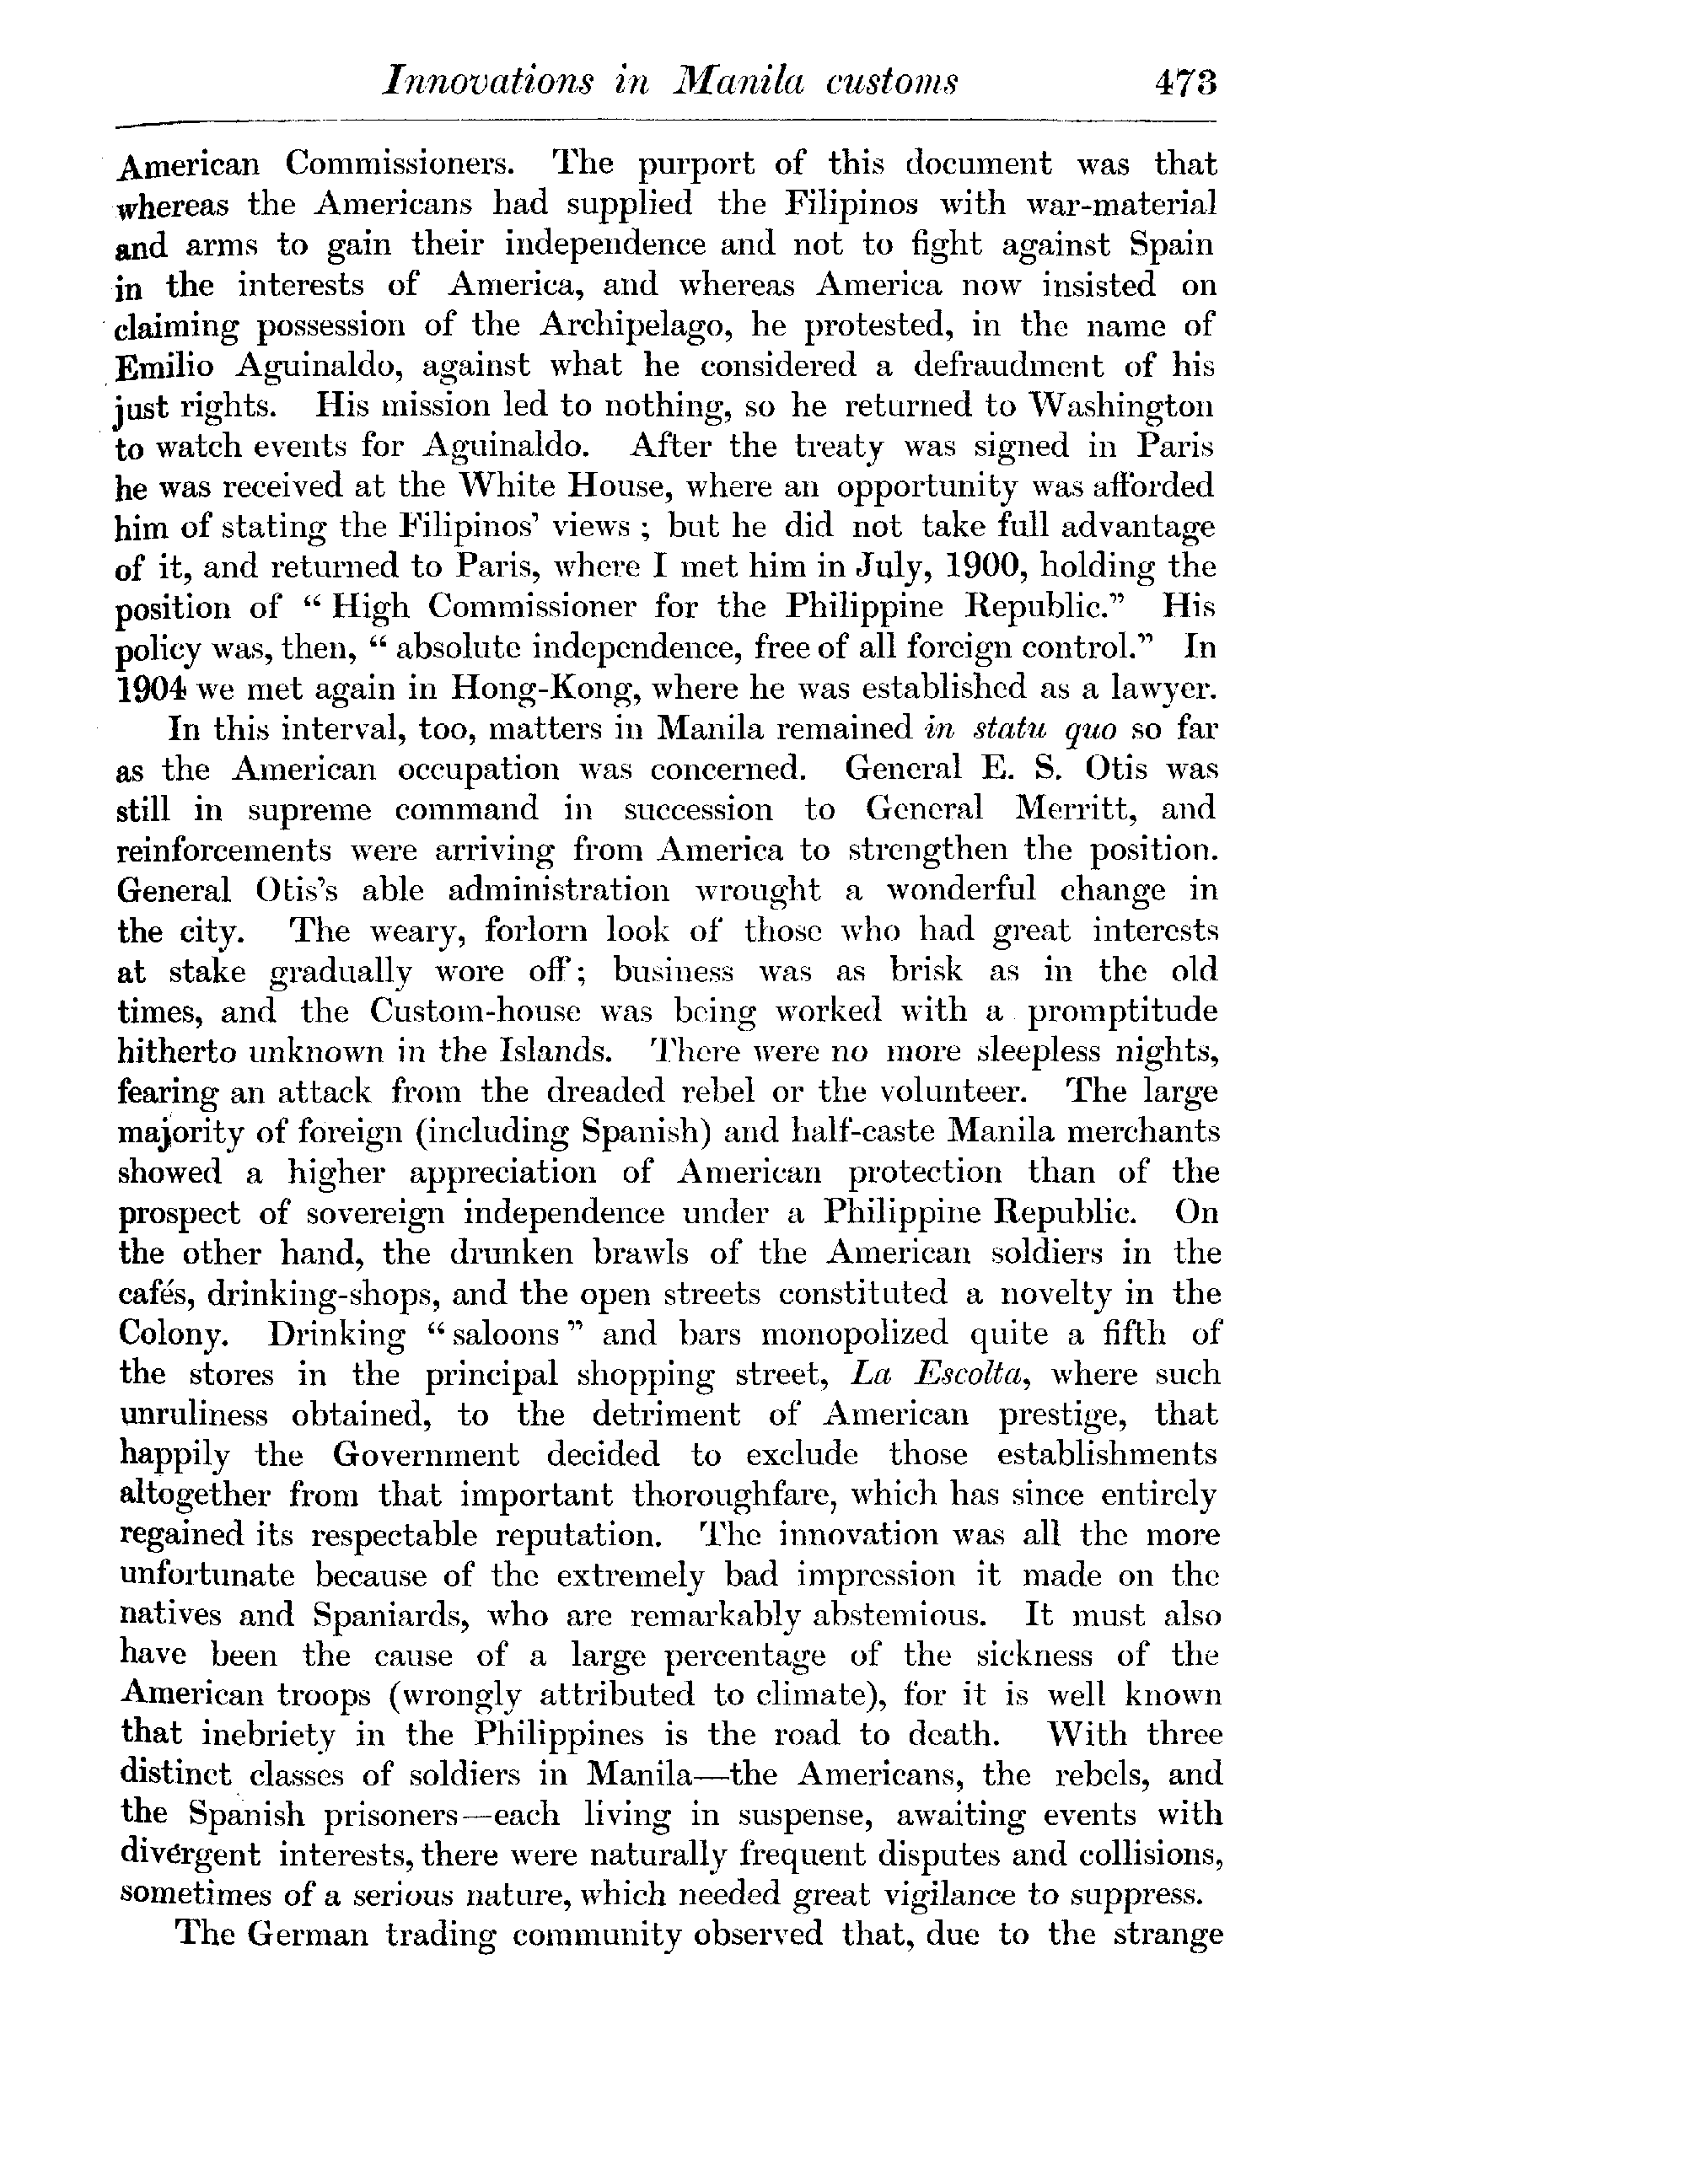 Innovations in Manila customs 473
American Commissioners. The purport of this document was that
whereas the Americans had supplied the Filipinos with war-material
and arms to gain their independence and not to fight against Spain
in the interests of America, and whereas America now insisted on
claiming possession of the Archipelago, he protested, in the name of
Emilio Aguinaldo, against what he considered a defraudment of his
just rights. His mission led to nothing, so he returned to Washington
to watch events for Aguinaldo. After the treaty was signed in Paris
he was received at the White House, where an opportunity was afforded
him of stating the Filipinos' views ; but he did not take full advantage
of it, and returned to Paris, where I met him in July, 1900, holding the
position of “ High Commissioner for the Philippine Republic.” His
policy was, then, “ absolute independence, free of all foreign control.” In
1904 we met again in Hong-Kong, where he was established as a lawyer.
In this interval, too, matters in Manila remained in statu quo so far
as the American occupation was concerned. General E. S. Otis was
still in supreme command in succession to General Merritt, and
reinforcements were arriving from America to strengthen the position.
General Otis's able administration wrought a wonderful change in
the city. The weary, forlorn look of those who had great interests
at stake gradually wore off ; business was as brisk as in the old
times, and the Custom-house was being worked with a promptitude
hitherto unknown in the Islands. There were no more sleepless nights,
fearing an attack from the dreaded rebel or the volunteer. The large
majority of foreign (including Spanish) and half-caste Manila merchants
showed a higher appreciation of American protection than of the
prospect of sovereign independence under a Philippine Republic. On
the other hand, the drunken brawls of the American soldiers in the
cafés, drinking-shops, and the open streets constituted a novelty in the
Colony. Drinking “ saloons ” and bars monopolized quite a fifth of
the stores in the principal shopping street, La Escolta, where such
unruliness obtained, to the detriment of American prestige, that
happily the Government decided to exclude those establishments
altogether from that important thoroughfare, which has since entirely
regained its respectable reputation. The innovation was all the more
unfortunate because of the extremely bad impression it made on the
natives and Spaniards, who are remarkably abstemious. It must also
have been the cause of a large percentage of the sickness of the
American troops (wrongly attributed to climate), for it is well known
that inebriety in the Philippines is the road to death. With three
distinct classes of soldiers in Manila—the Americans, the rebels, and
the Spanish prisoners—each living in suspense, awaiting events with
divergent interests, there were naturally frequent disputes and collisions,
sometimes of a serious nature, which needed great vigilance to suppress.
The German trading community observed that, due to the strange